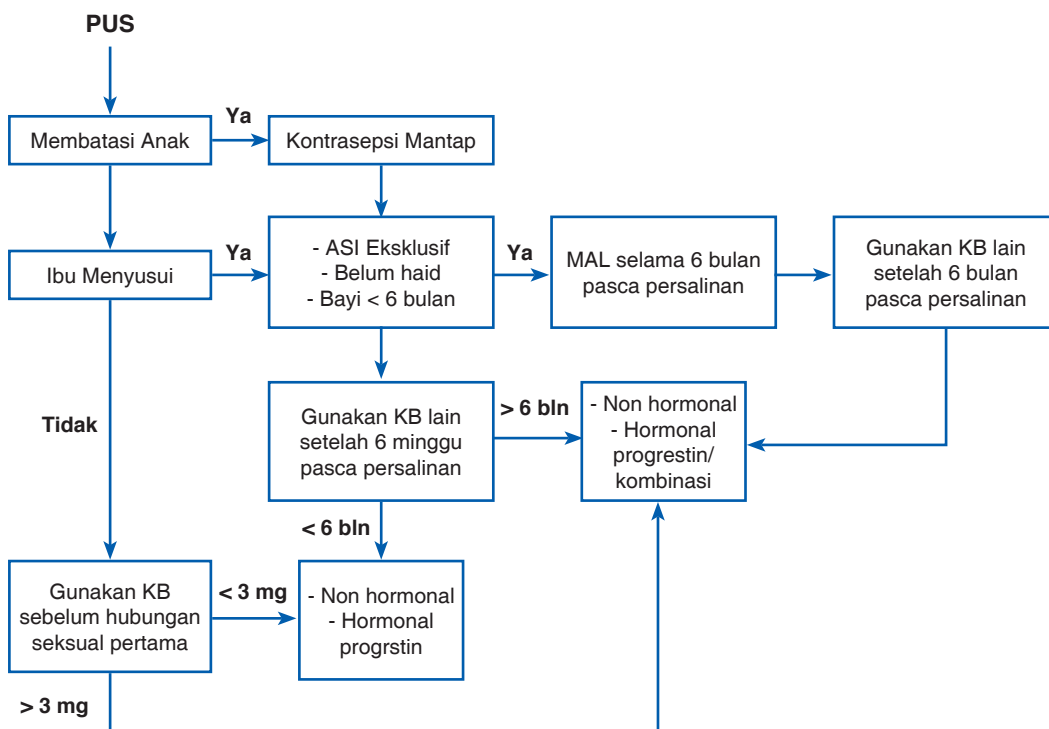 PUS
Membatasi Anak
Ya
Kontrasepsi Mantap
Ibu Menyusui
Ya
- ASI Eksklusif
- Belum haid
- Bayi < 6 bulan
Ya
MAL selama 6 bulan
pasca persalinan
Gunakan KB lain
setelah 6 bulan
pasca persalinan
Tidak
Gunakan KB lain
setelah 6 minggu
pasca persalinan
> 6 bln
- Non hormonal
- Hormonal
progrestin/
kombinasi
< 6 bln
Gunakan KB
sebelum hubungan
seksual pertama
< 3 mg
- Non hormonal
- Hormonal
progrstin
> 3 mg